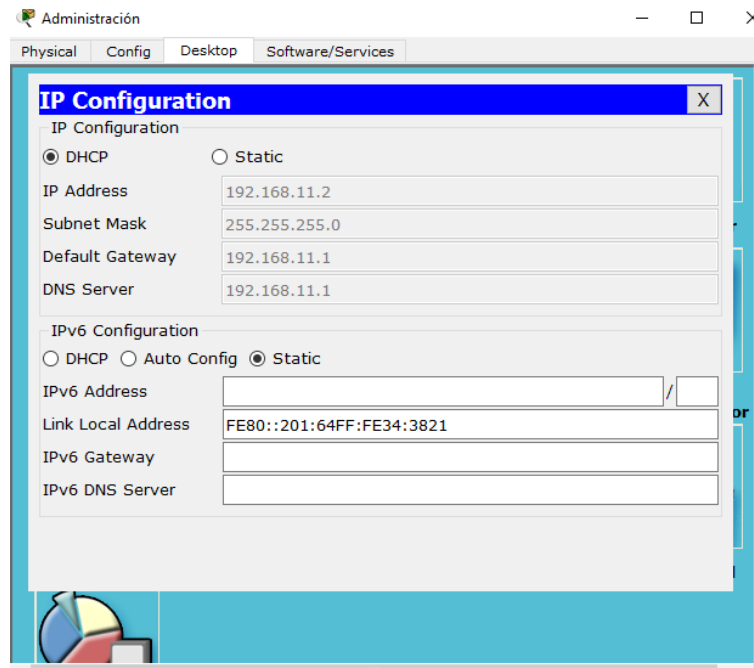 Administración
Physical Config Desktop Software/Services
IP Configuration X
IP Configuration
DHCP Static
IP Address 192.168.11.2
Subnet Mask 255.255.255.0
Default Gateway 192.168.11.1
DNS Server 192.168.11.1
IPv6 Configuration
DHCP Auto Config Static
IPv6 Address /
Link Local Address FE80::201:64FF:FE34:3821
IPv6 Gateway
IPv6 DNS Server
or